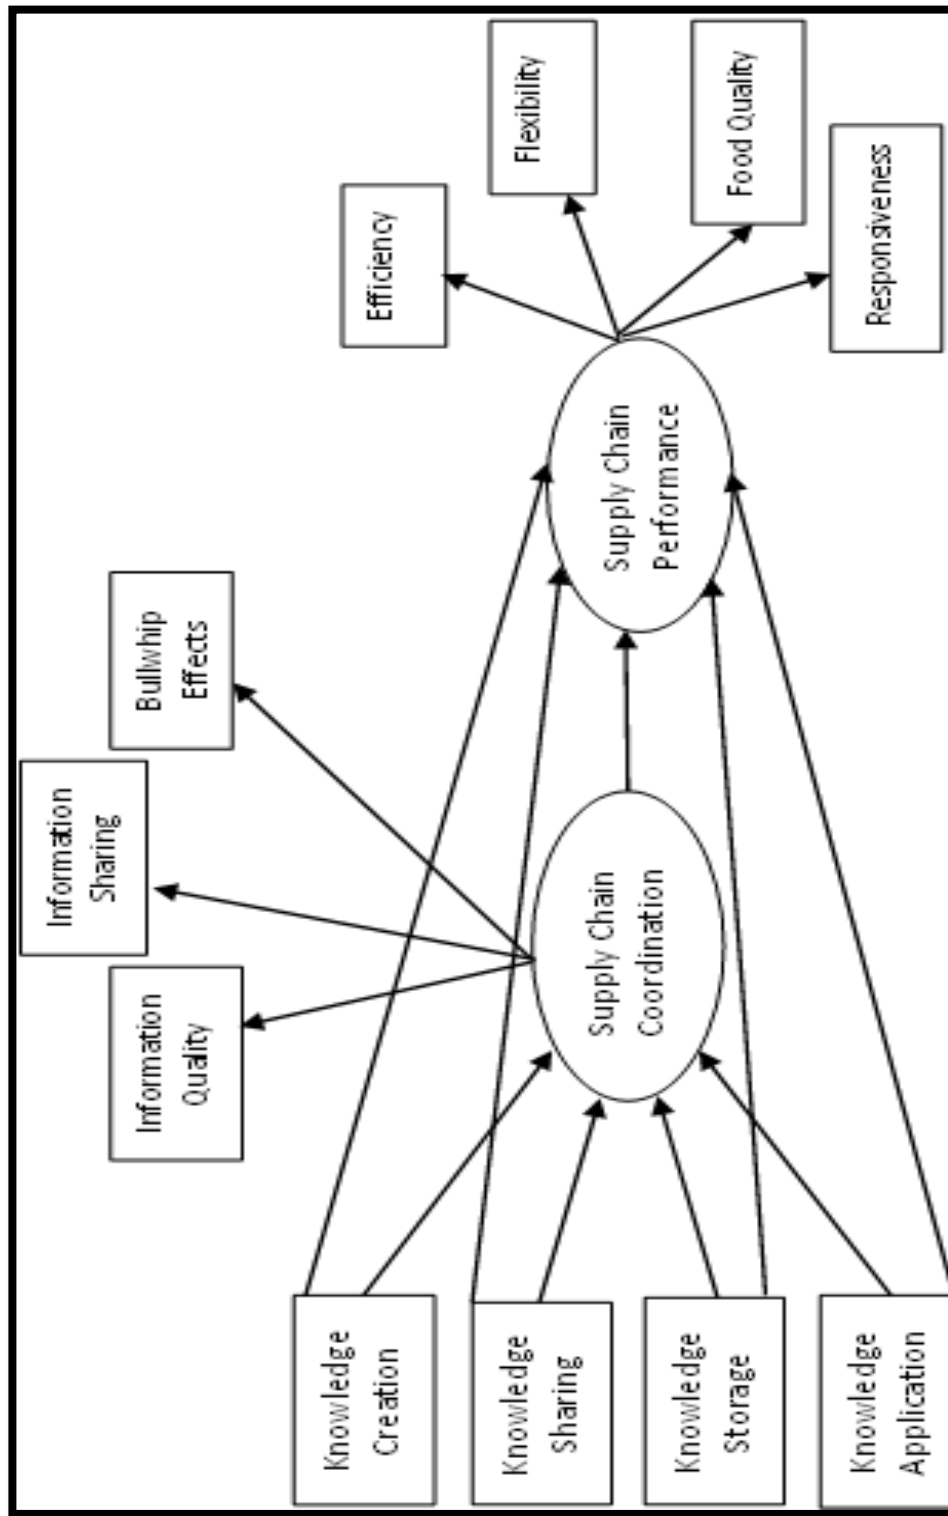 Knowledge
Creation
Knowledge
Sharing
Knowledge
Storage
Knowledge
Application
Information
Quality
Information
Sharing
Bullwhip
Effects
Supply Chain
Coordination
Supply Chain
Performance
Efficiency
Flexibility
Food Quality
Responsiveness